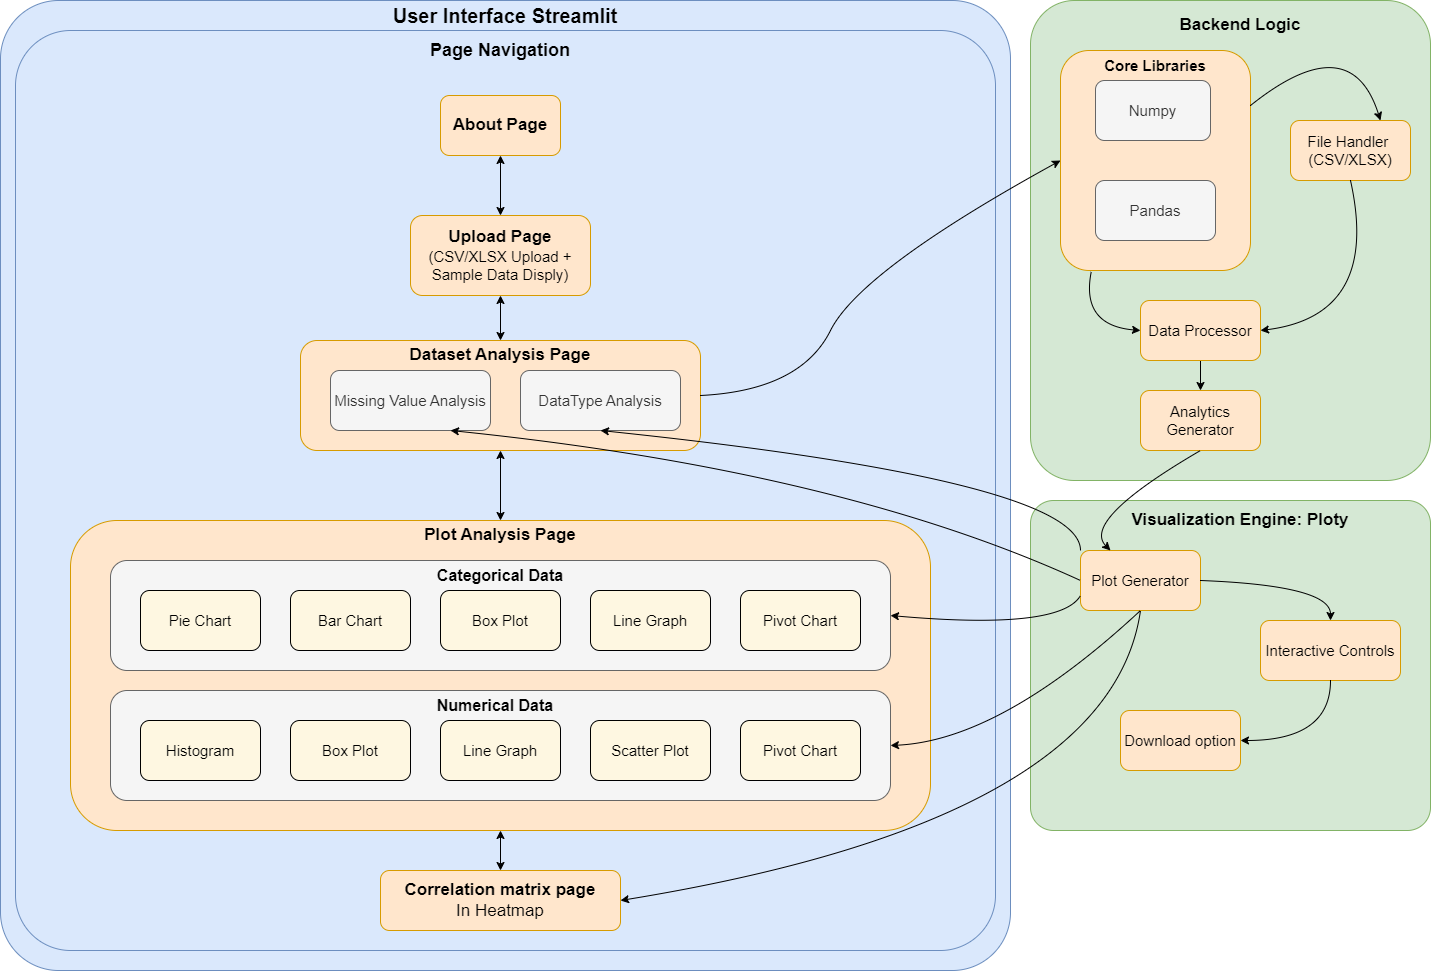 User Interface Streamlit
Page Navigation
About Page
Upload Page
(CSV/XLSX Upload +
Sample Data Disply)
Dataset Analysis Page
Missing Value Analysis
DataType Analysis
Plot Analysis Page
Categorical Data
Pie Chart
Bar Chart
Box Plot
Line Graph
Pivot Chart
Numerical Data
Histogram
Box Plot
Line Graph
Scatter Plot
Pivot Chart
Correlation matrix page
In Heatmap
Backend Logic
Core Libraries
Numpy
Pandas
File Handler
(CSV/XLSX)
Data Processor
Analytics
Generator
Visualization Engine: Ploty
Plot Generator
Interactive Controls
Download option